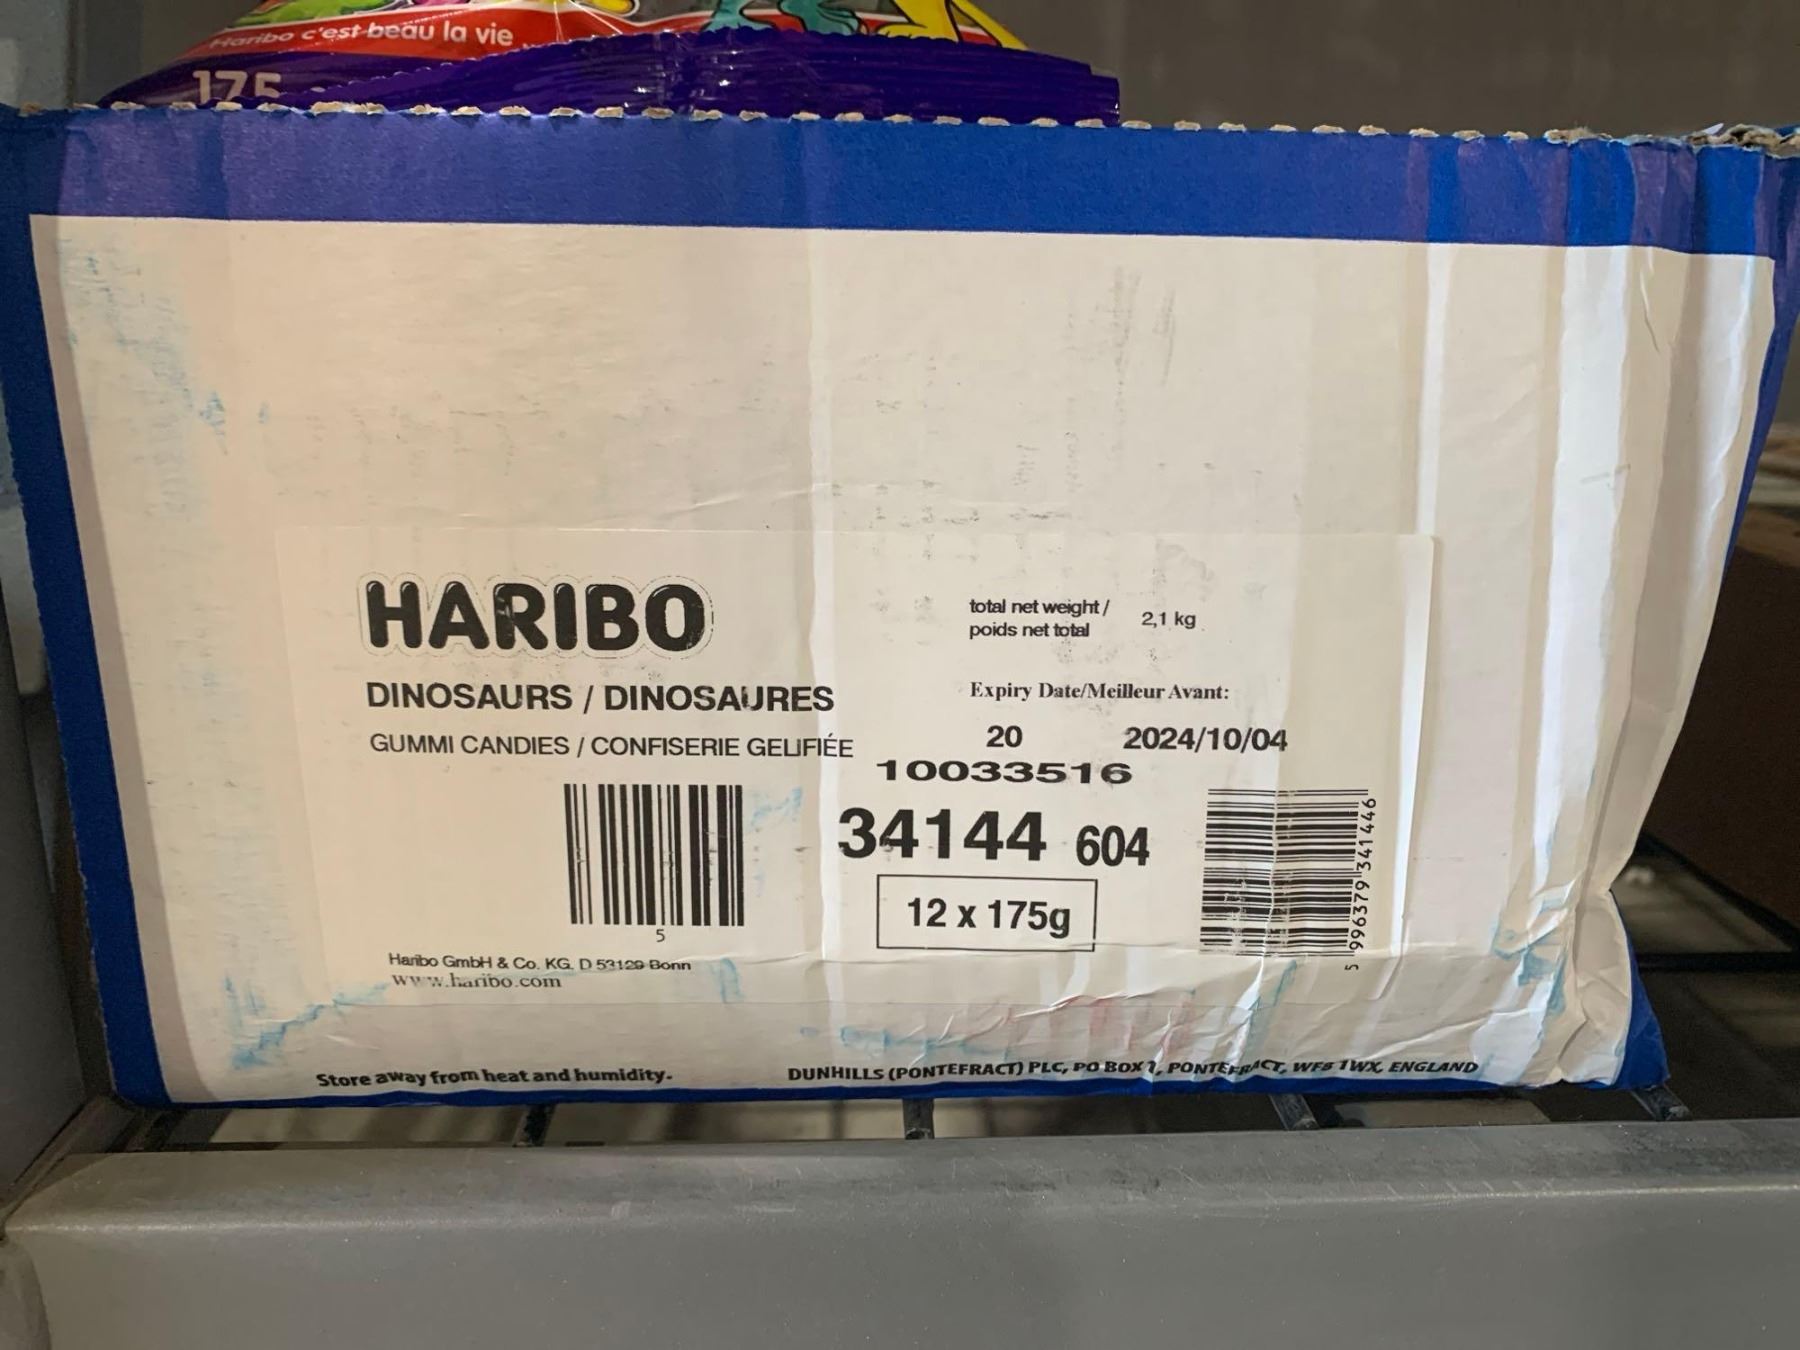 Haribo c'est beau la vie
175
HARIBO
DINOSAURS / DINOSAURES
GUMMI CANDIES / CONFISERIE GELIFIÉE
total net weight /
poids net total
2,1 kg
Expiry Date/Meilleur Avant:
20 2024/10/04
10033516
34144 604
12 x 175g
5
5 996379 341446
Haribo GmbH & Co. KG. D 53129 Bonn
www.haribo.com
Store away from heat and humidity.
DUNHILLS (PONTEFRACT) PLC, PO BOX 1, PONTEFRACT, WF8 1WX, ENGLAND